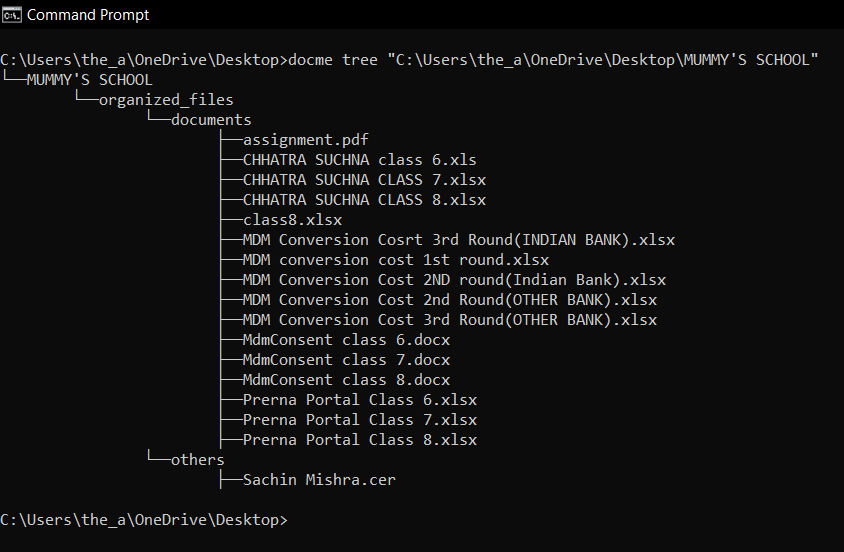 Command Prompt
C:\Users\the_a\OneDrive\Desktop>docme tree "C:\Users\the_a\OneDrive\Desktop\MUMMY'S SCHOOL"
└──MUMMY'S SCHOOL
        └──organized_files
                └──documents
                        ├──assignment.pdf
                        ├──CHHATRA SUCHNA class 6.xls
                        ├──CHHATRA SUCHNA CLASS 7.xlsx
                        ├──CHHATRA SUCHNA CLASS 8.xlsx
                        ├──class8.xlsx
                        ├──MDM Conversion Cosrt 3rd Round(INDIAN BANK).xlsx
                        ├──MDM conversion cost 1st round.xlsx
                        ├──MDM Conversion Cost 2ND round(Indian Bank).xlsx
                        ├──MDM Conversion Cost 2nd Round(OTHER BANK).xlsx
                        ├──MDM Conversion Cost 3rd Round(OTHER BANK).xlsx
                        ├──MdmConsent class 6.docx
                        ├──MdmConsent class 7.docx
                        ├──MdmConsent class 8.docx
                        ├──Prerna Portal Class 6.xlsx
                        ├──Prerna Portal Class 7.xlsx
                        ├──Prerna Portal Class 8.xlsx
                └──others
                        ├──Sachin Mishra.cer
C:\Users\the_a\OneDrive\Desktop>